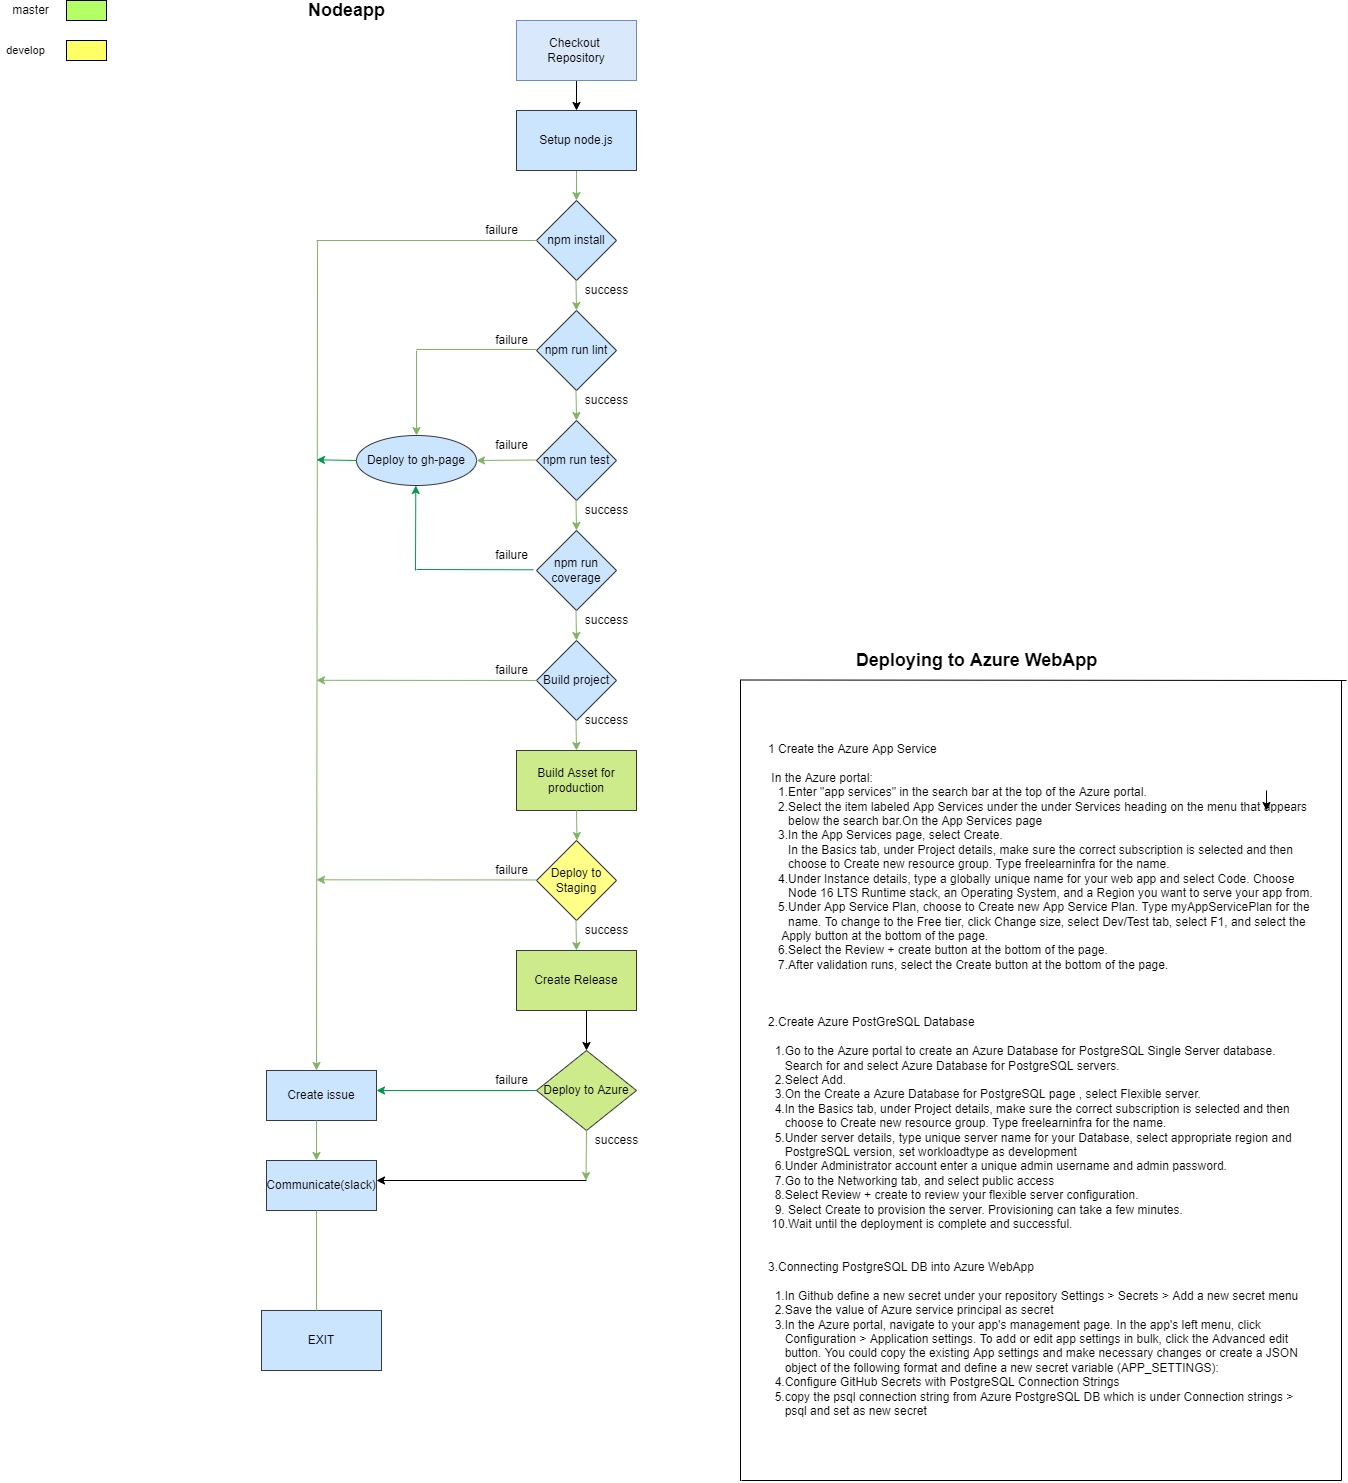 master
Nodeapp
develop
Checkout
Repository
Setup node.js
failure
npm install
success
failure
npm run lint
success
failure
Deploy to gh-page
npm run test
success
failure
npm run
coverage
success
failure
Build project
success
Build Asset for
production
failure
Deploy to
Staging
success
Create Release
failure
Deploy to Azure
Create issue
success
Communicate(slack)
EXIT
Deploying to Azure WebApp
1 Create the Azure App Service
In the Azure portal:
1.Enter "app services" in the search bar at the top of the Azure portal.
2.Select the item labeled App Services under the under Services heading on the menu that appears
below the search bar.On the App Services page
3.In the App Services page, select Create.
In the Basics tab, under Project details, make sure the correct subscription is selected and then
choose to Create new resource group. Type freelearninfra for the name.
4.Under Instance details, type a globally unique name for your web app and select Code. Choose
Node 16 LTS Runtime stack, an Operating System, and a Region you want to serve your app from.
5.Under App Service Plan, choose to Create new App Service Plan. Type myAppServicePlan for the
name. To change to the Free tier, click Change size, select Dev/Test tab, select F1, and select the
Apply button at the bottom of the page.
6.Select the Review + create button at the bottom of the page.
7.After validation runs, select the Create button at the bottom of the page.
2.Create Azure PostGreSQL Database
1.Go to the Azure portal to create an Azure Database for PostgreSQL Single Server database.
Search for and select Azure Database for PostgreSQL servers.
2.Select Add.
3.On the Create a Azure Database for PostgreSQL page , select Flexible server.
4.In the Basics tab, under Project details, make sure the correct subscription is selected and then
choose to Create new resource group. Type freelearninfra for the name.
5.Under server details, type unique server name for your Database, select appropriate region and
PostgreSQL version, set workloadtype as development
6.Under Administrator account enter a unique admin username and admin password.
7.Go to the Networking tab, and select public access
8.Select Review + create to review your flexible server configuration.
9. Select Create to provision the server. Provisioning can take a few minutes.
10.Wait until the deployment is complete and successful.
3.Connecting PostgreSQL DB into Azure WebApp
1.In Github define a new secret under your repository Settings > Secrets > Add a new secret menu
2.Save the value of Azure service principal as secret
3.In the Azure portal, navigate to your app's management page. In the app's left menu, click
Configuration > Application settings. To add or edit app settings in bulk, click the Advanced edit
button. You could copy the existing App settings and make necessary changes or create a JSON
object of the following format and define a new secret variable (APP_SETTINGS):
4.Configure GitHub Secrets with PostgreSQL Connection Strings
5.copy the psql connection string from Azure PostgreSQL DB which is under Connection strings >
psql and set as new secret